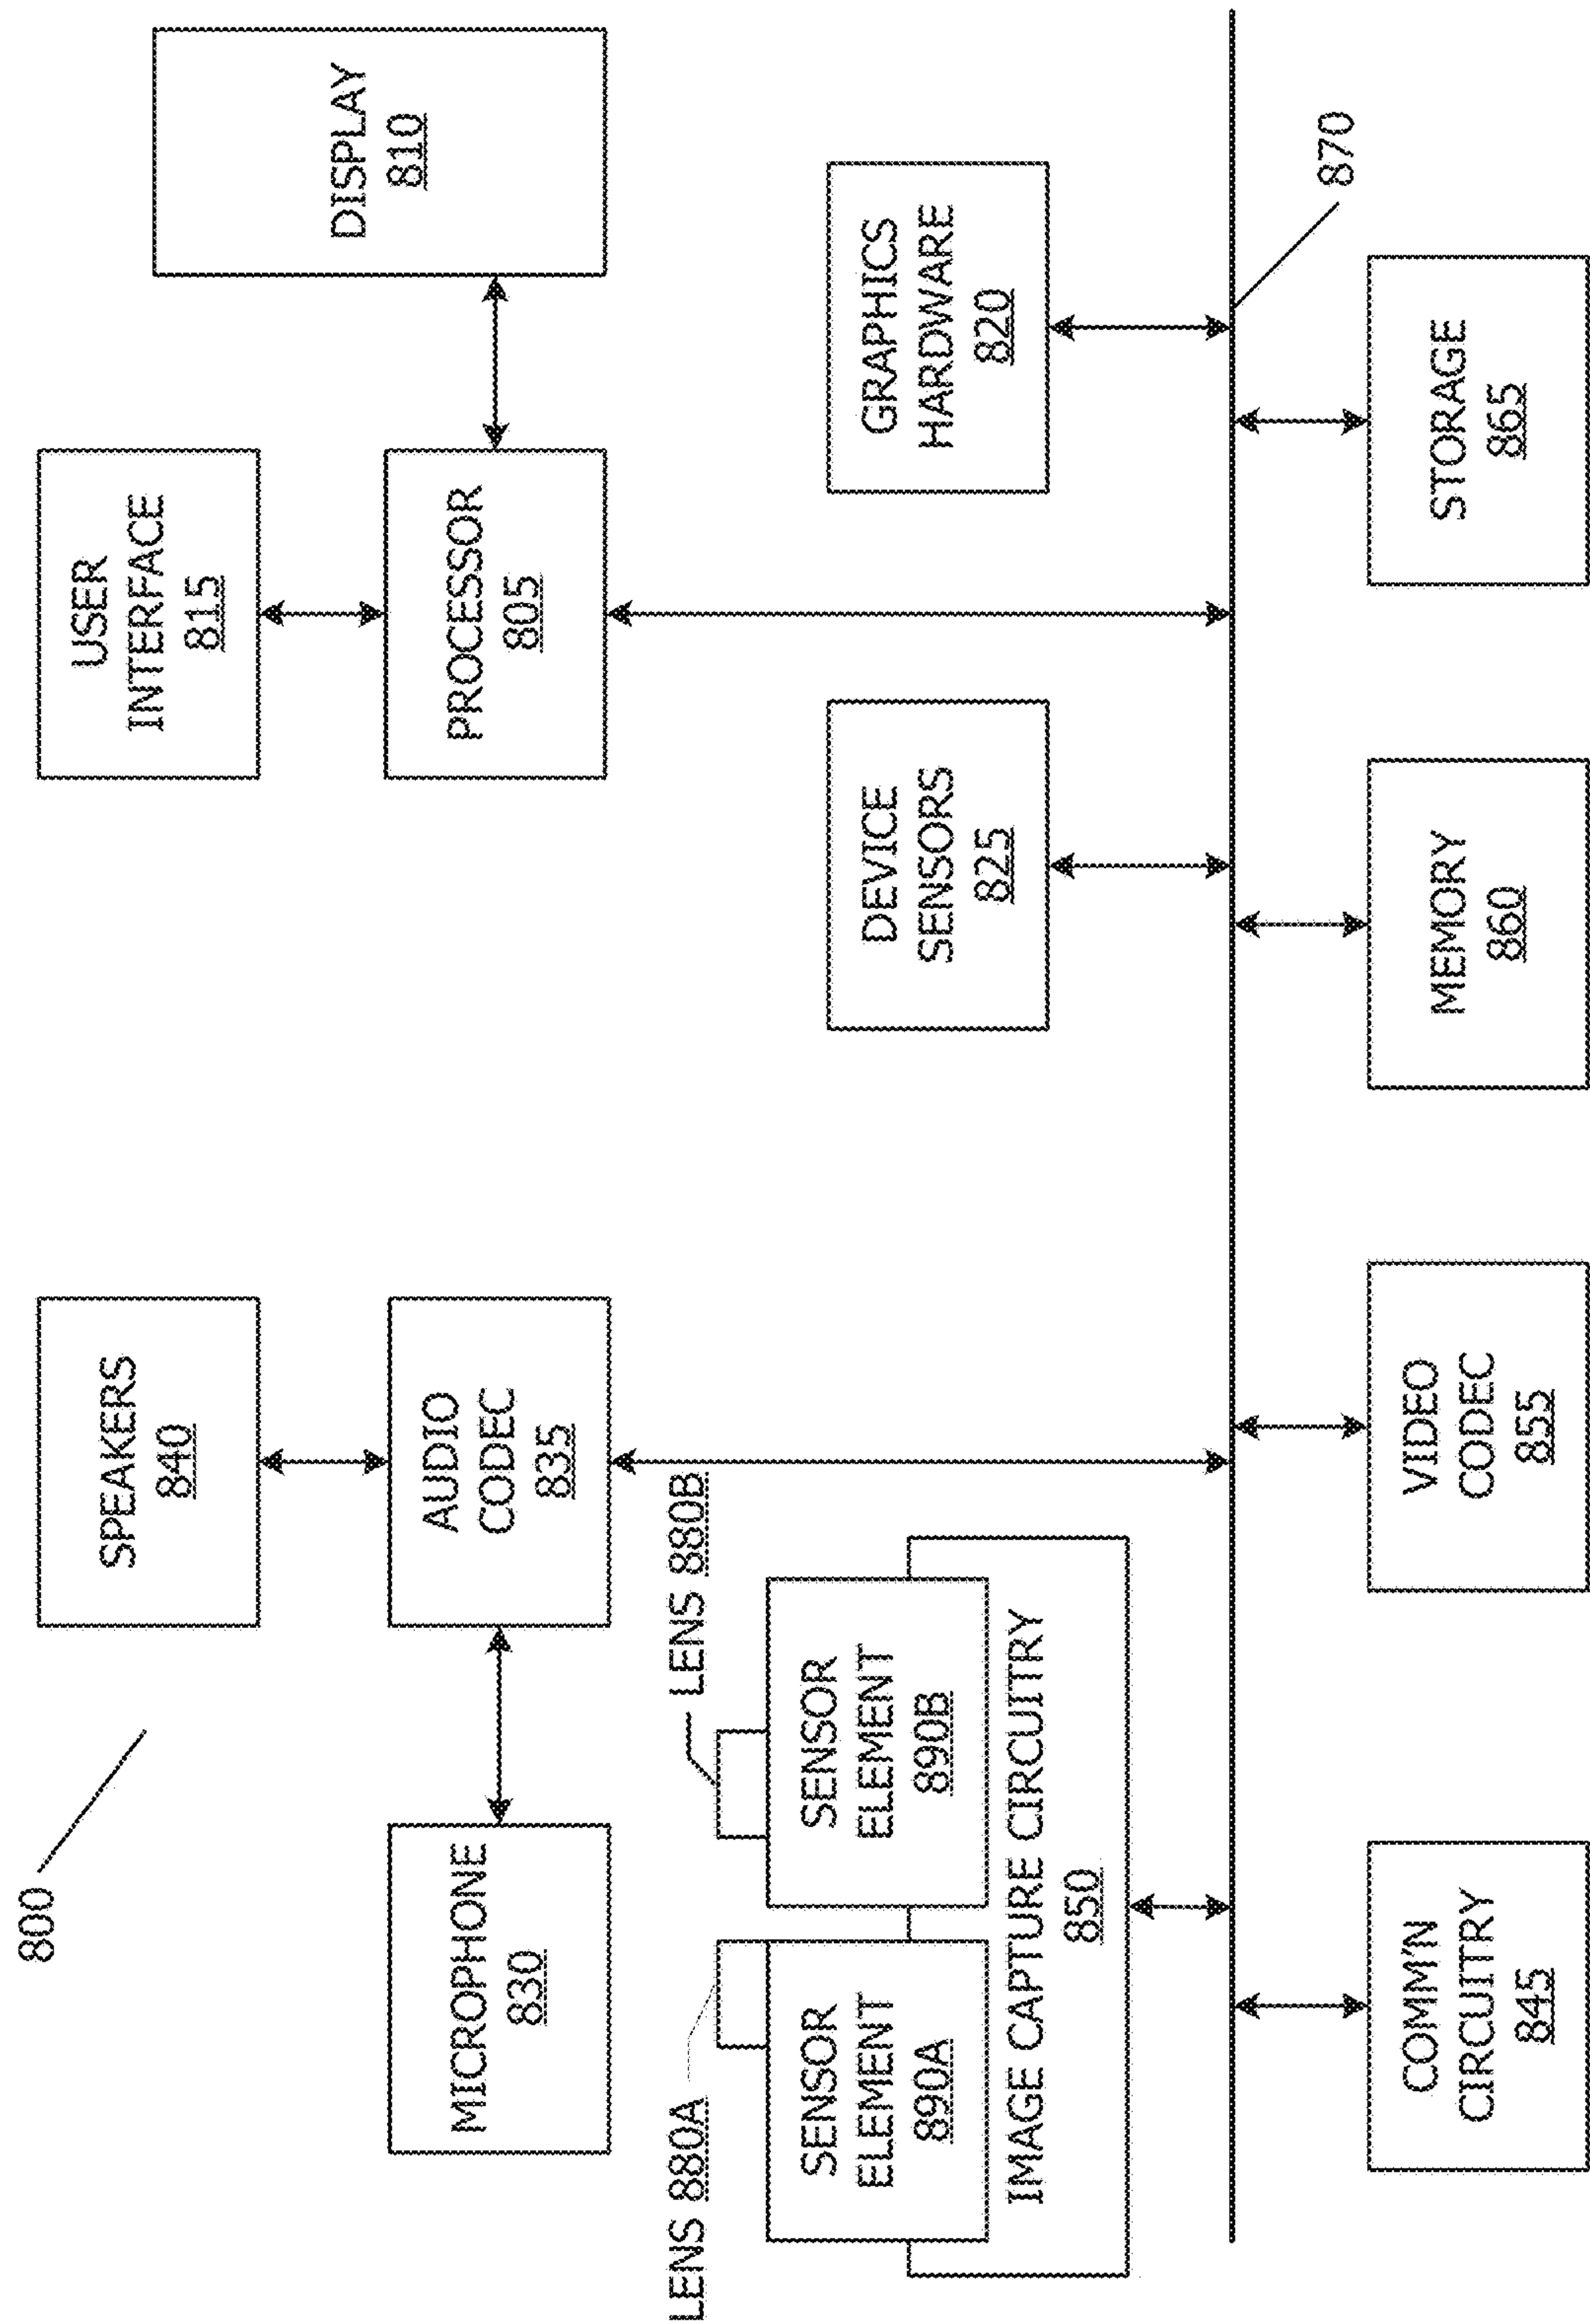 800
SPEAKERS
840
USER
INTERFACE
815
MICROPHONE
830
AUDIO
CODEC
835
PROCESSOR
805
DISPLAY
810
LENS 880A
LENS 880B
SENSOR
ELEMENT
890A
SENSOR
ELEMENT
890B
IMAGE CAPTURE CIRCUITRY
850
DEVICE
SENSORS
825
GRAPHICS
HARDWARE
820
870
COMM'N
CIRCUITRY
845
VIDEO
CODEC
855
MEMORY
860
STORAGE
865